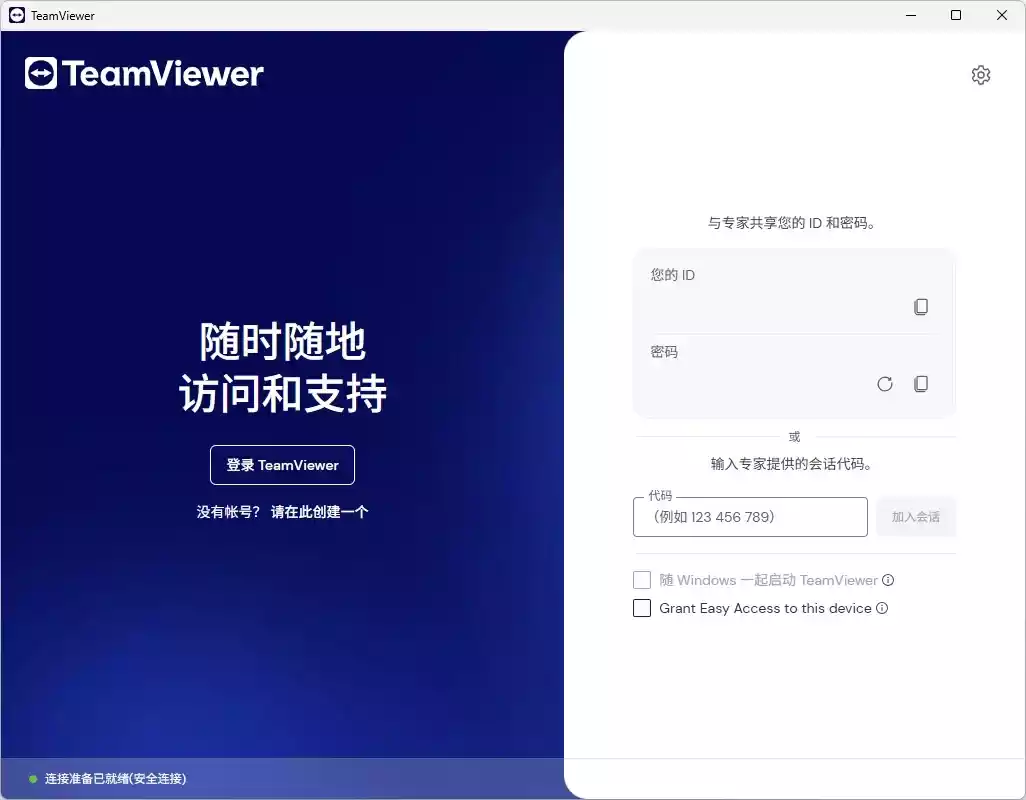 TeamViewer
TeamViewer
随时随地
访问和支持
登录 TeamViewer
没有帐号？ 请在此创建一个
连接准备已就绪(安全连接)
与专家共享您的 ID 和密码。
您的 ID
密码
或
输入专家提供的会话代码。
代码
（例如 123 456 789）
加入会话
随 Windows 一起启动 TeamViewer
Grant Easy Access to this device